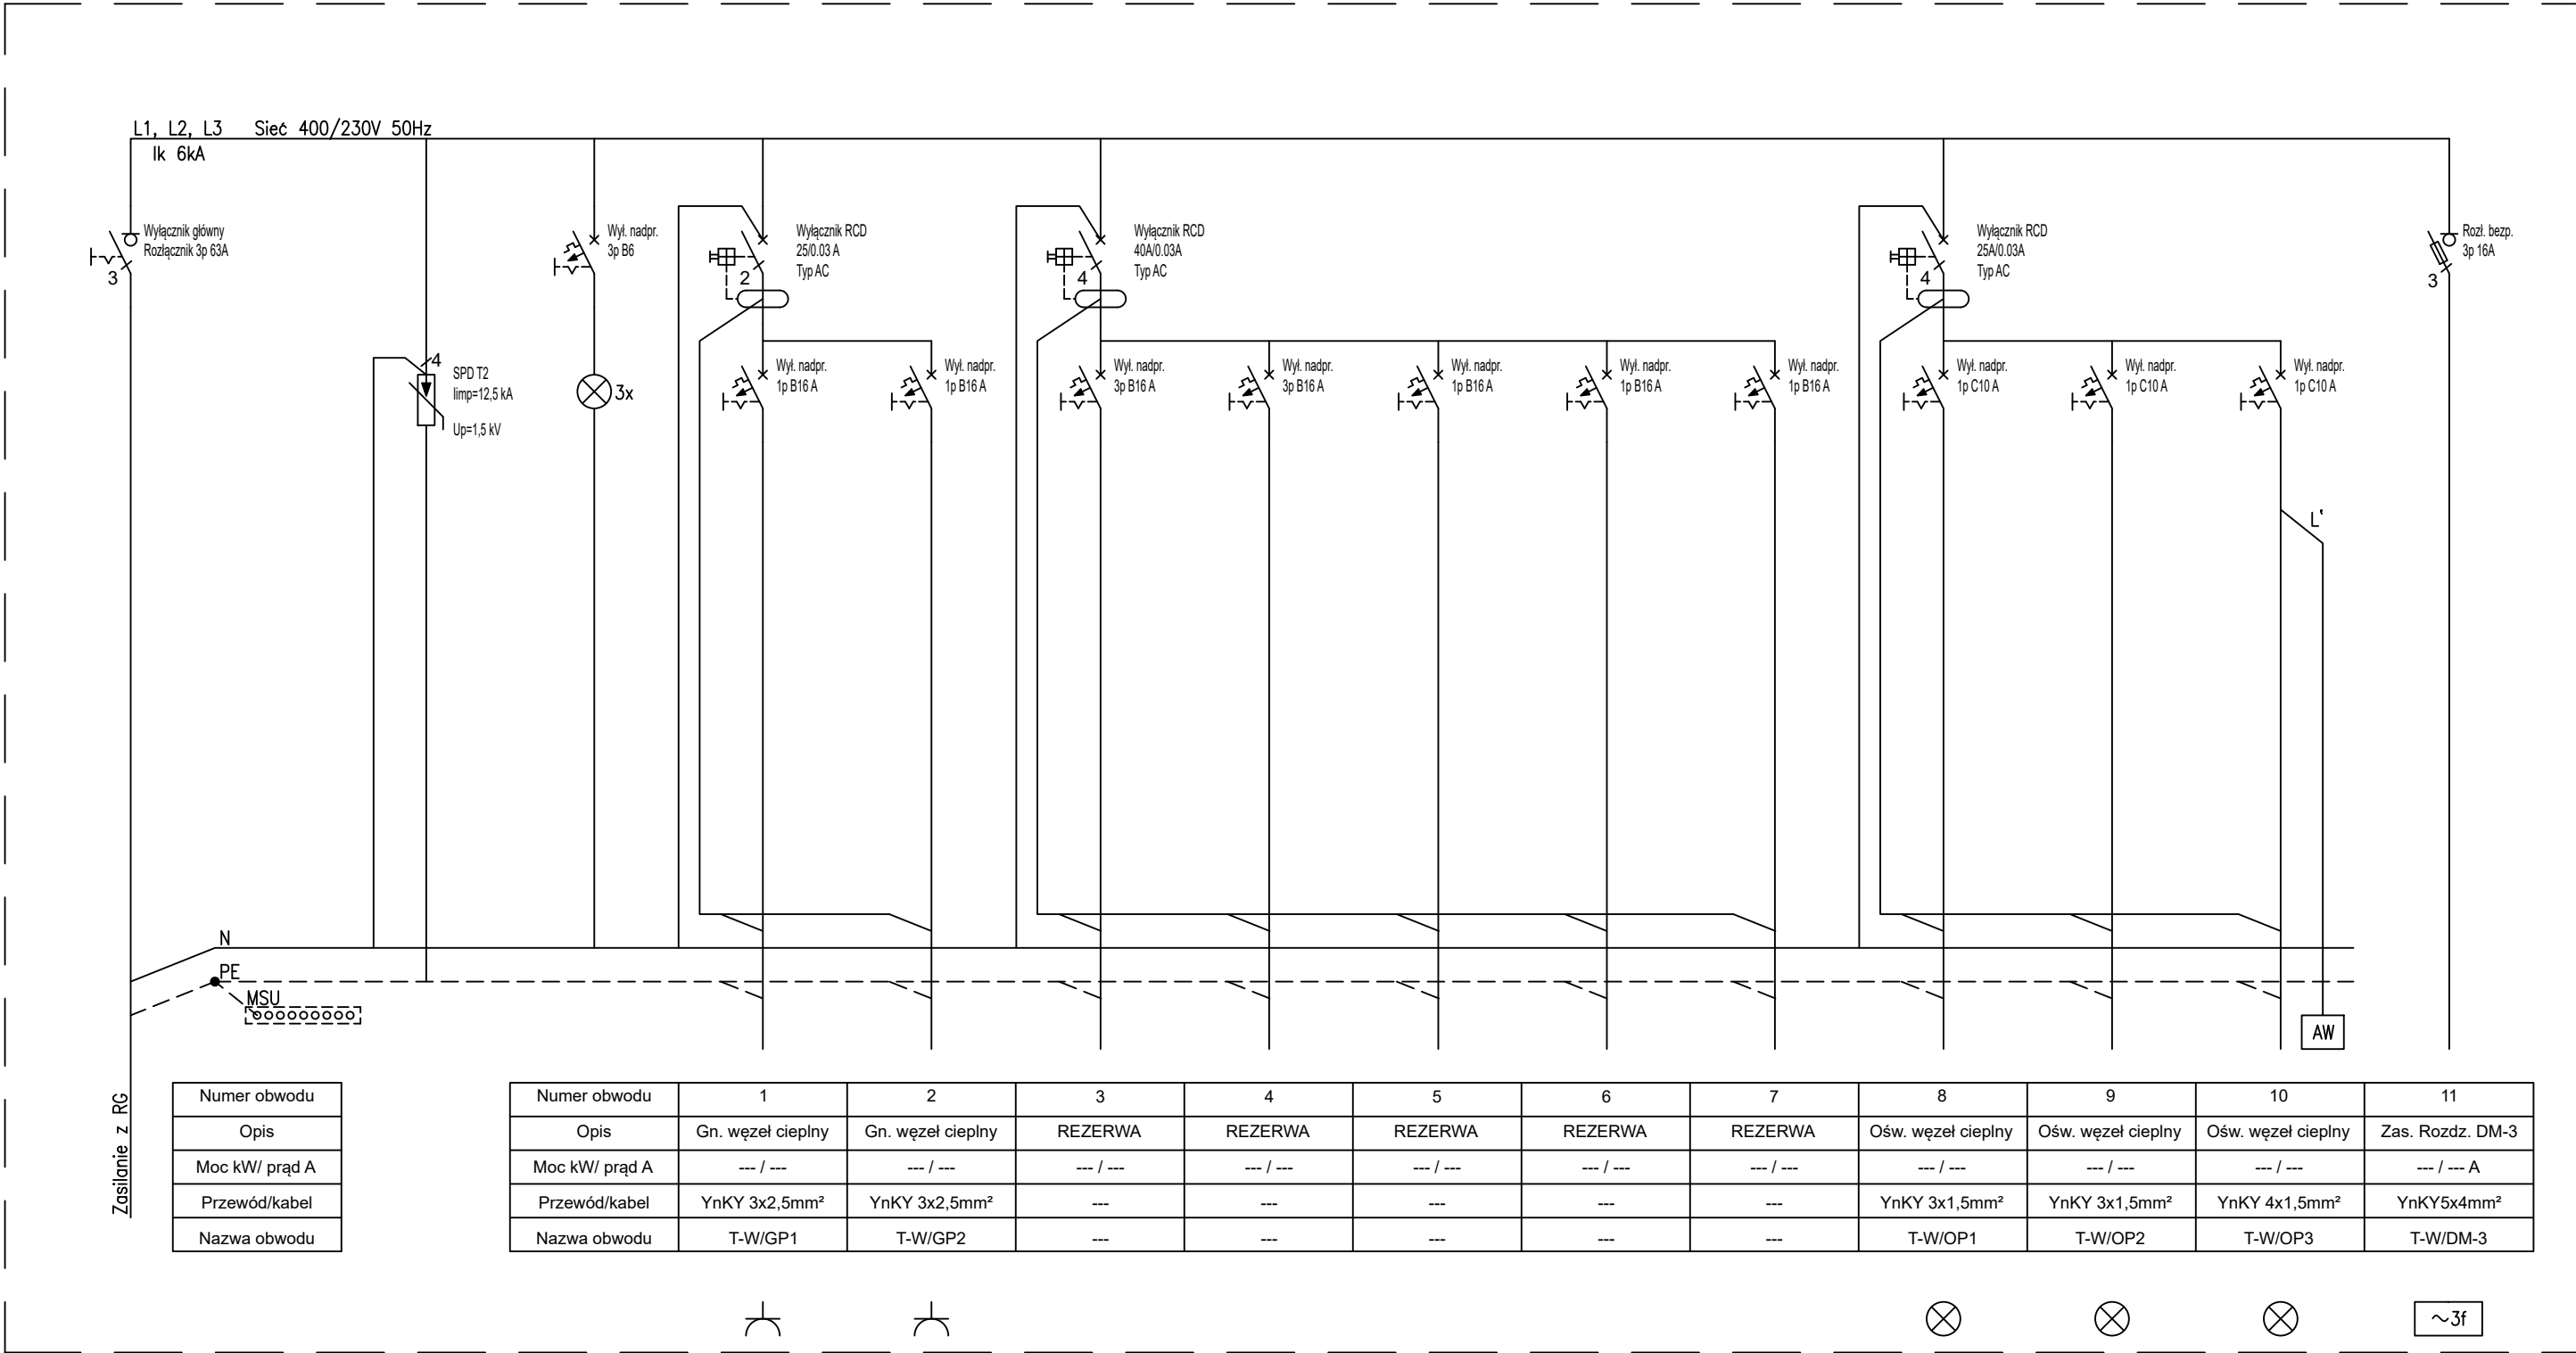 L1, L2, L3 Sieć 400/230V 50Hz
Ik 6kA
Wyłącznik główny
Rozłącznik 3p 63A
3
4
SPD T2
Iimp=12,5 kA
Up=1,5 kV
Wył. nadpr.
3p B6
3x
Wyłącznik RCD
25/0.03 A
Typ AC
2
Wył. nadpr.
1p B16 A
Wył. nadpr.
1p B16 A
Wyłącznik RCD
40A/0.03A
Typ AC
4
Wył. nadpr.
3p B16 A
Wył. nadpr.
3p B16 A
Wył. nadpr.
1p B16 A
Wył. nadpr.
1p B16 A
Wył. nadpr.
1p B16 A
Wyłącznik RCD
25A/0.03A
Typ AC
4
Wył. nadpr.
1p C10 A
Wył. nadpr.
1p C10 A
Wył. nadpr.
1p C10 A
L'
Rozł. bezp.
3p 16A
3
N
PE
MSU
AW
Zasilanie z RG
Numer obwodu
Opis
Moc kW/ prąd A
Przewód/kabel
Nazwa obwodu
Numer obwodu 1 2 3 4 5 6 7 8 9 10 11
Opis Gn. węzeł cieplny Gn. węzeł cieplny REZERWA REZERWA REZERWA REZERWA REZERWA Ośw. węzeł cieplny Ośw. węzeł cieplny Ośw. węzeł cieplny Zas. Rozdz. DM-3
Moc kW/ prąd A --- / --- --- / --- --- / --- --- / --- --- / --- --- / --- --- / --- --- / --- --- / --- --- / --- --- / --- A
Przewód/kabel YnKY 3x2,5mm² YnKY 3x2,5mm² --- --- --- --- --- YnKY 3x1,5mm² YnKY 3x1,5mm² YnKY 4x1,5mm² YnKY5x4mm²
Nazwa obwodu T-W/GP1 T-W/GP2 --- --- --- --- --- T-W/OP1 T-W/OP2 T-W/OP3 T-W/DM-3
~3f